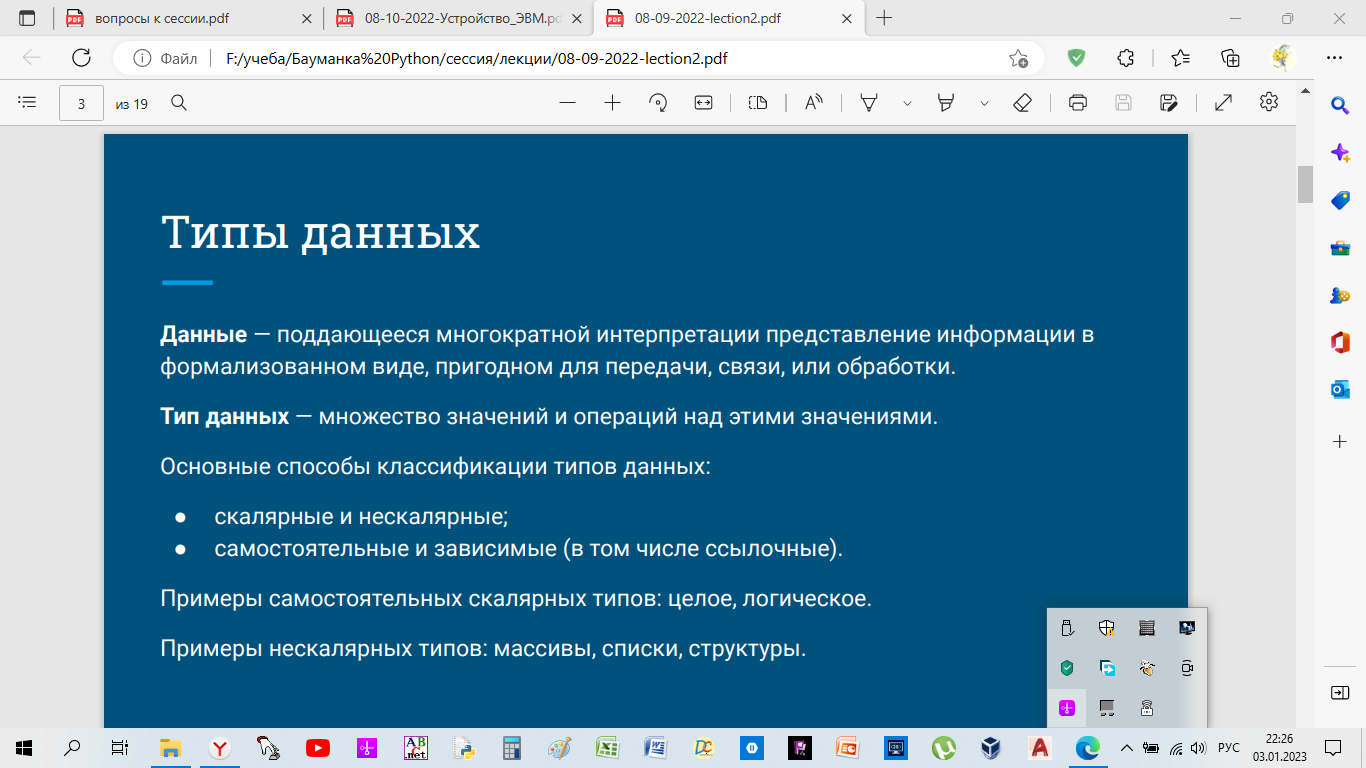 вопросы к сессии.pdf
08-10-2022-Устройство_ЭВМ.pd
08-09-2022-lection2.pdf
Файл
F:/учеба/Бауманка%20Python/сессия/лекции/08-09-2022-lection2.pdf
3 из 19
Типы данных
Данные — поддающееся многократной интерпретации представление информации в
формализованном виде, пригодном для передачи, связи, или обработки.
Тип данных — множество значений и операций над этими значениями.
Основные способы классификации типов данных:
● скалярные и нескалярные;
● самостоятельные и зависимые (в том числе ссылочные).
Примеры самостоятельных скалярных типов: целое, логическое.
Примеры нескалярных типов: массивы, списки, структуры.
РУС
22:26
03.01.2023